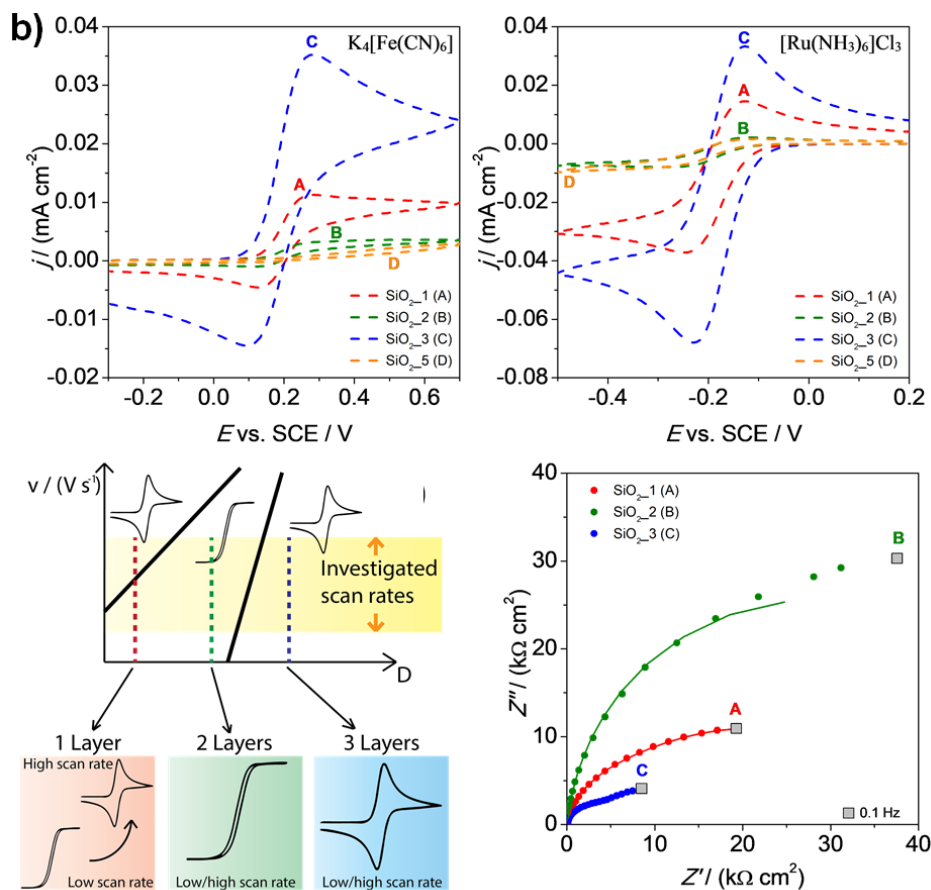 b)
K₄[Fe(CN)₆]
C
A
B
D
SiO₂_1 (A)
SiO₂_2 (B)
SiO₂_3 (C)
SiO₂_5 (D)
0.04
0.03
0.02
0.01
0.00
-0.01
-0.02
j / (mA cm⁻²)
-0.2 0.0 0.2 0.4 0.6
E vs. SCE / V
[Ru(NH₃)₆]Cl₃
C
A
B
D
SiO₂_1 (A)
SiO₂_2 (B)
SiO₂_3 (C)
SiO₂_5 (D)
0.04
0.02
0.00
-0.02
-0.04
-0.06
-0.08
j / (mA cm⁻²)
-0.4 -0.2 0.0 0.2
E vs. SCE / V
v / (V s⁻¹)
Investigated
scan rates
D
1 Layer
High scan rate
Low scan rate
2 Layers
Low/high scan rate
3 Layers
Low/high scan rate
SiO₂_1 (A)
SiO₂_2 (B)
SiO₂_3 (C)
B
A
C
0.1 Hz
40
30
20
10
0
Z″/ (kΩ cm²)
0 10 20 30 40
Z′/ (kΩ cm²)